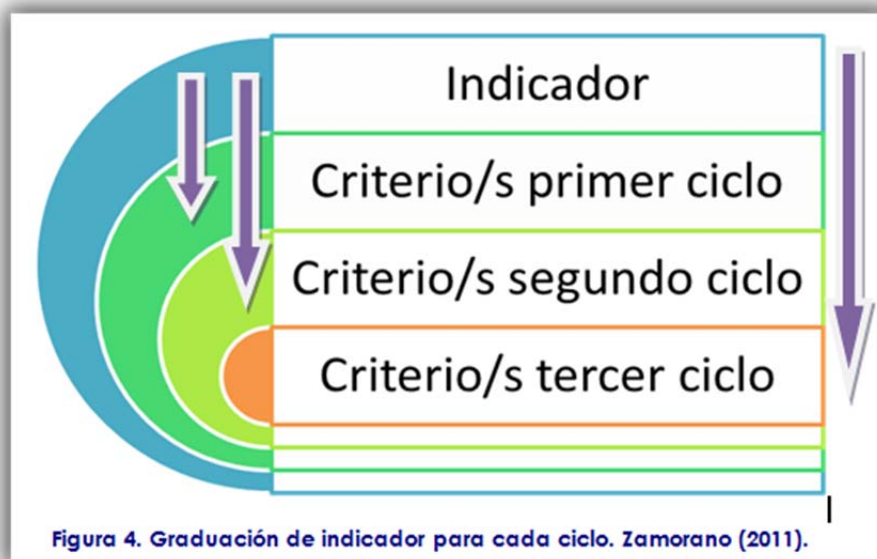 Indicador
Criterio/s primer ciclo
Criterio/s segundo ciclo
Criterio/s tercer ciclo
Figura 4. Graduación de indicador para cada ciclo. Zamorano (2011).